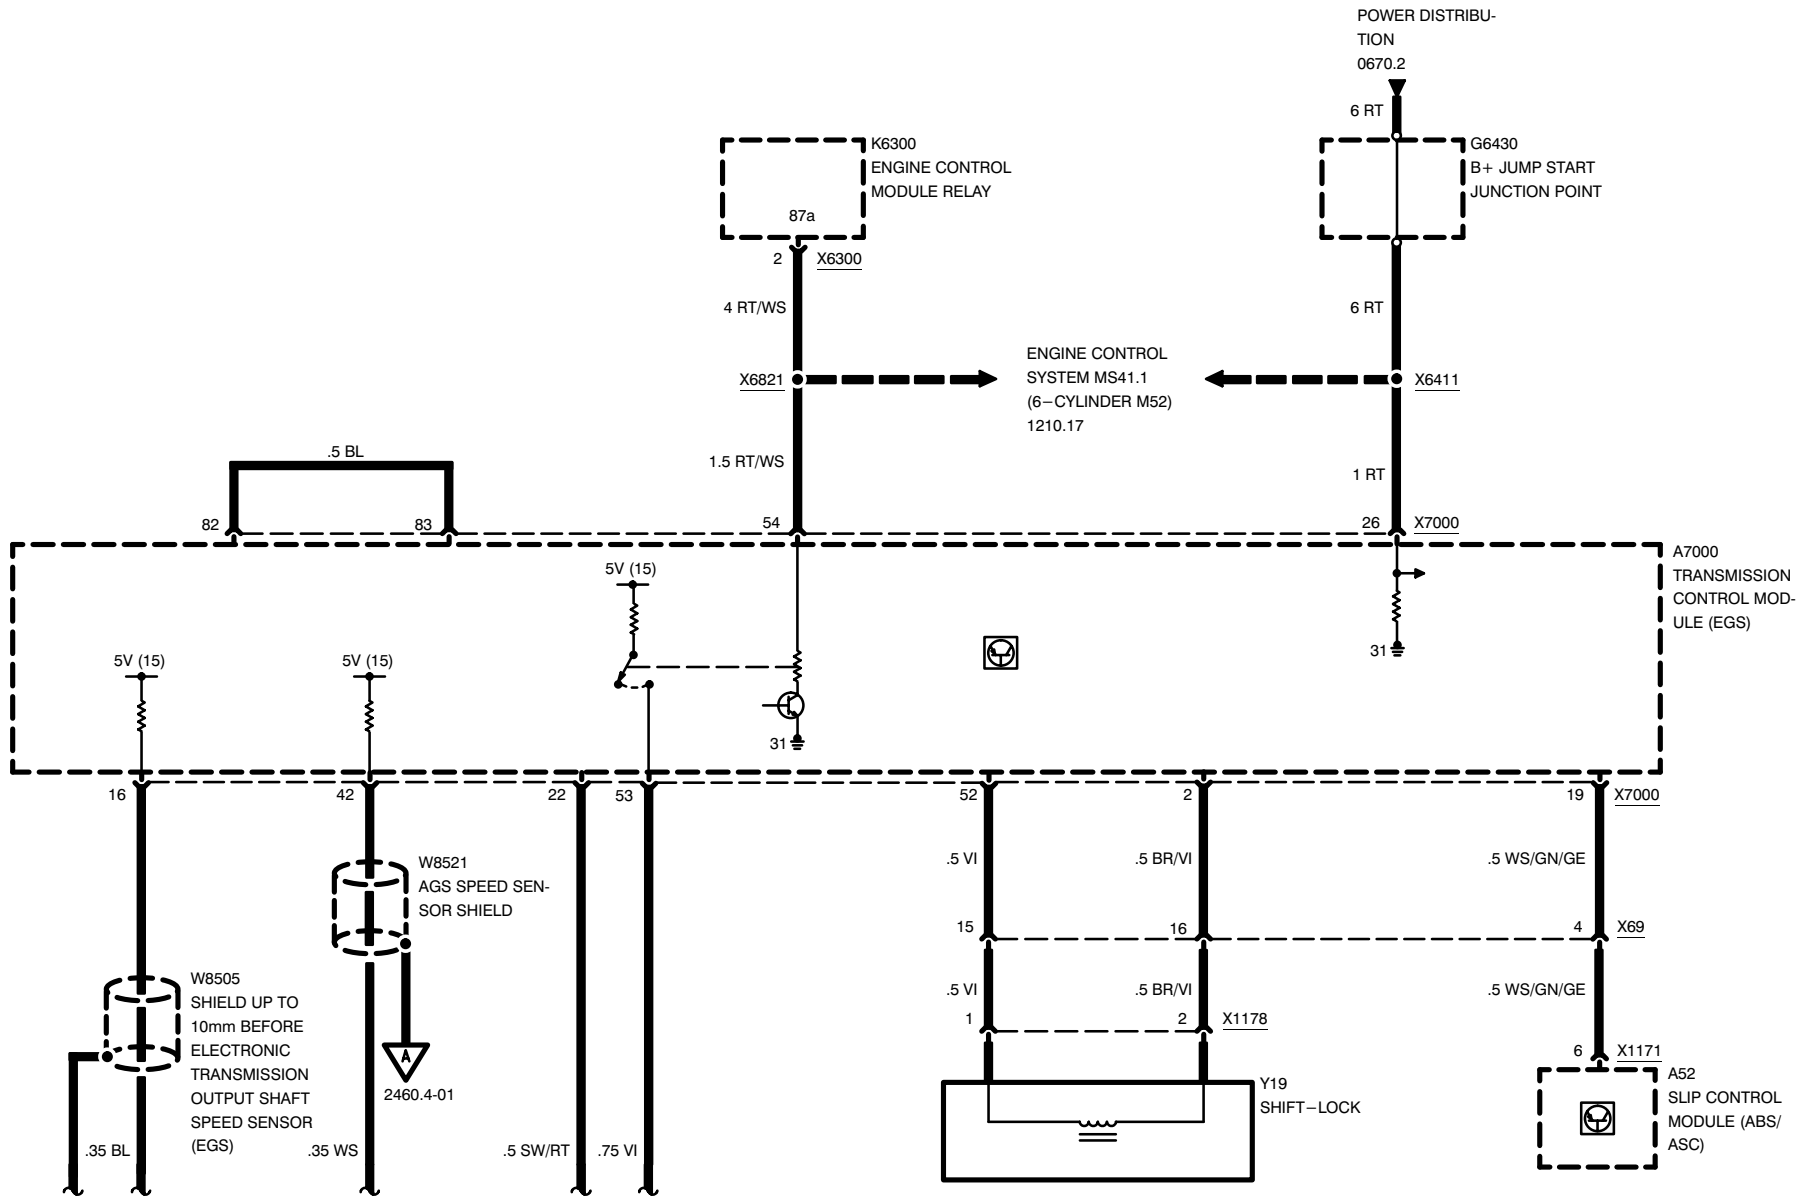 POWER DISTRIBU-
TION
0670.2
6 RT
K6300
ENGINE CONTROL
MODULE RELAY
87a
2
X6300
G6430
B+ JUMP START
JUNCTION POINT
4 RT/WS
6 RT
X6821
ENGINE CONTROL
SYSTEM MS41.1
(6−CYLINDER M52)
1210.17
X6411
.5 BL
1.5 RT/WS
1 RT
82
83
54
26
X7000
A7000
TRANSMISSION
CONTROL MOD-
ULE (EGS)
5V (15)
5V (15)
5V (15)
31
31
16
42
22
53
52
2
19
X7000
W8521
AGS SPEED SEN-
SOR SHIELD
.5 VI
.5 BR/VI
.5 WS/GN/GE
15
16
4
X69
W8505
SHIELD UP TO
10mm BEFORE
ELECTRONIC
TRANSMISSION
OUTPUT SHAFT
SPEED SENSOR
(EGS)
.5 VI
.5 BR/VI
.5 WS/GN/GE
1
2
X1178
A
2460.4-01
6
X1171
Y19
SHIFT−LOCK
A52
SLIP CONTROL
MODULE (ABS/
ASC)
.35 BL
.35 WS
.5 SW/RT
.75 VI